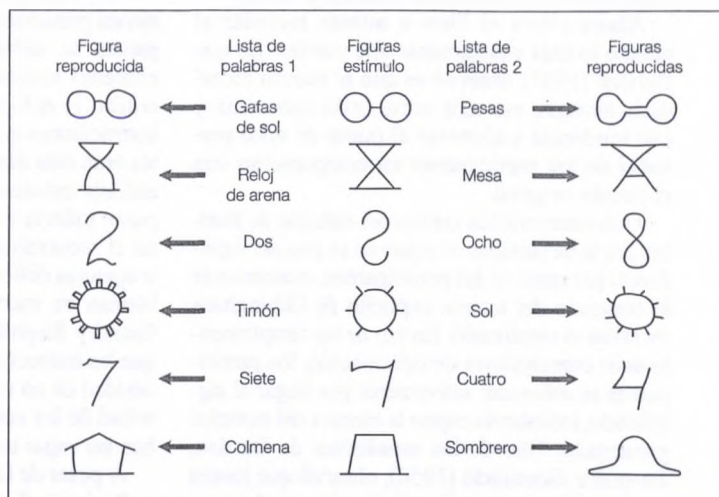 Figura reproducida
Lista de palabras 1
Figuras estímulo
Lista de palabras 2
Figuras reproducidas
Gafas de sol
Pesas
Reloj de arena
Mesa
Dos
Ocho
Timón
Sol
Siete
Cuatro
Colmena
Sombrero